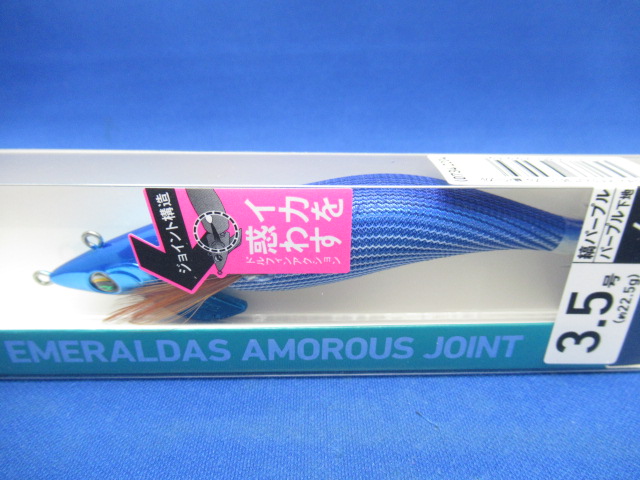 ジョイント構造
イカを
惑わす
ドルフィンアクション
縞パープル
パープル下地
3.5号
(約22.5g)
EMERALDAS AMOROUS JOINT